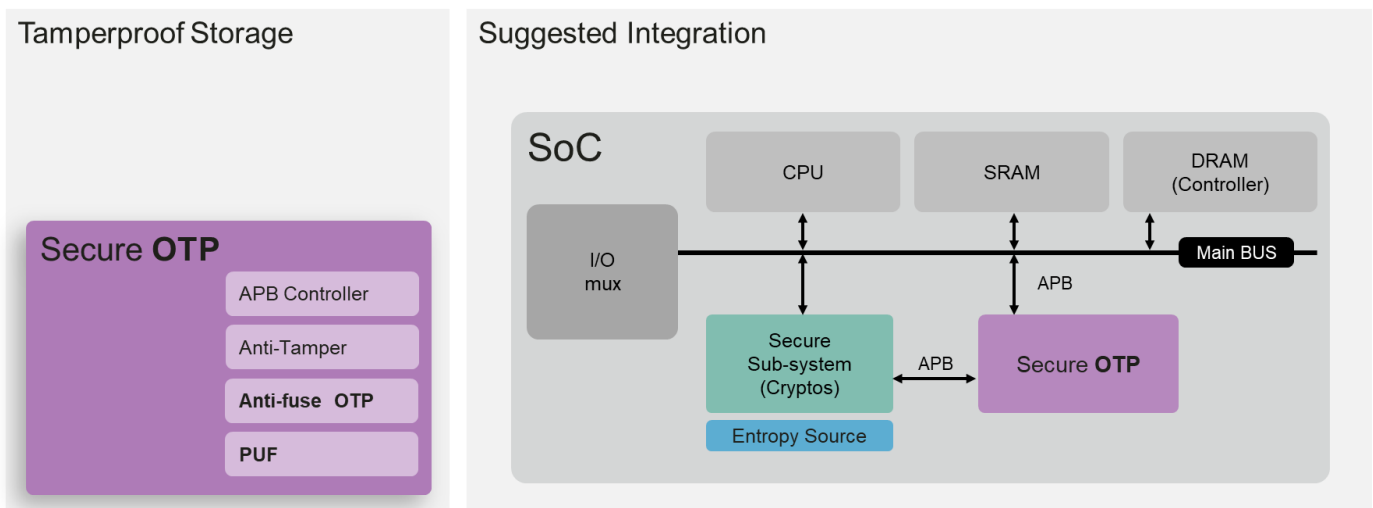 Tamperproof Storage
Secure OTP
APB Controller
Anti-Tamper
Anti-fuse OTP
PUF
Suggested Integration
SoC
CPU
SRAM
DRAM
(Controller)
I/O
mux
Main BUS
APB
Secure
Sub-system
(Cryptos)
APB
Secure OTP
Entropy Source